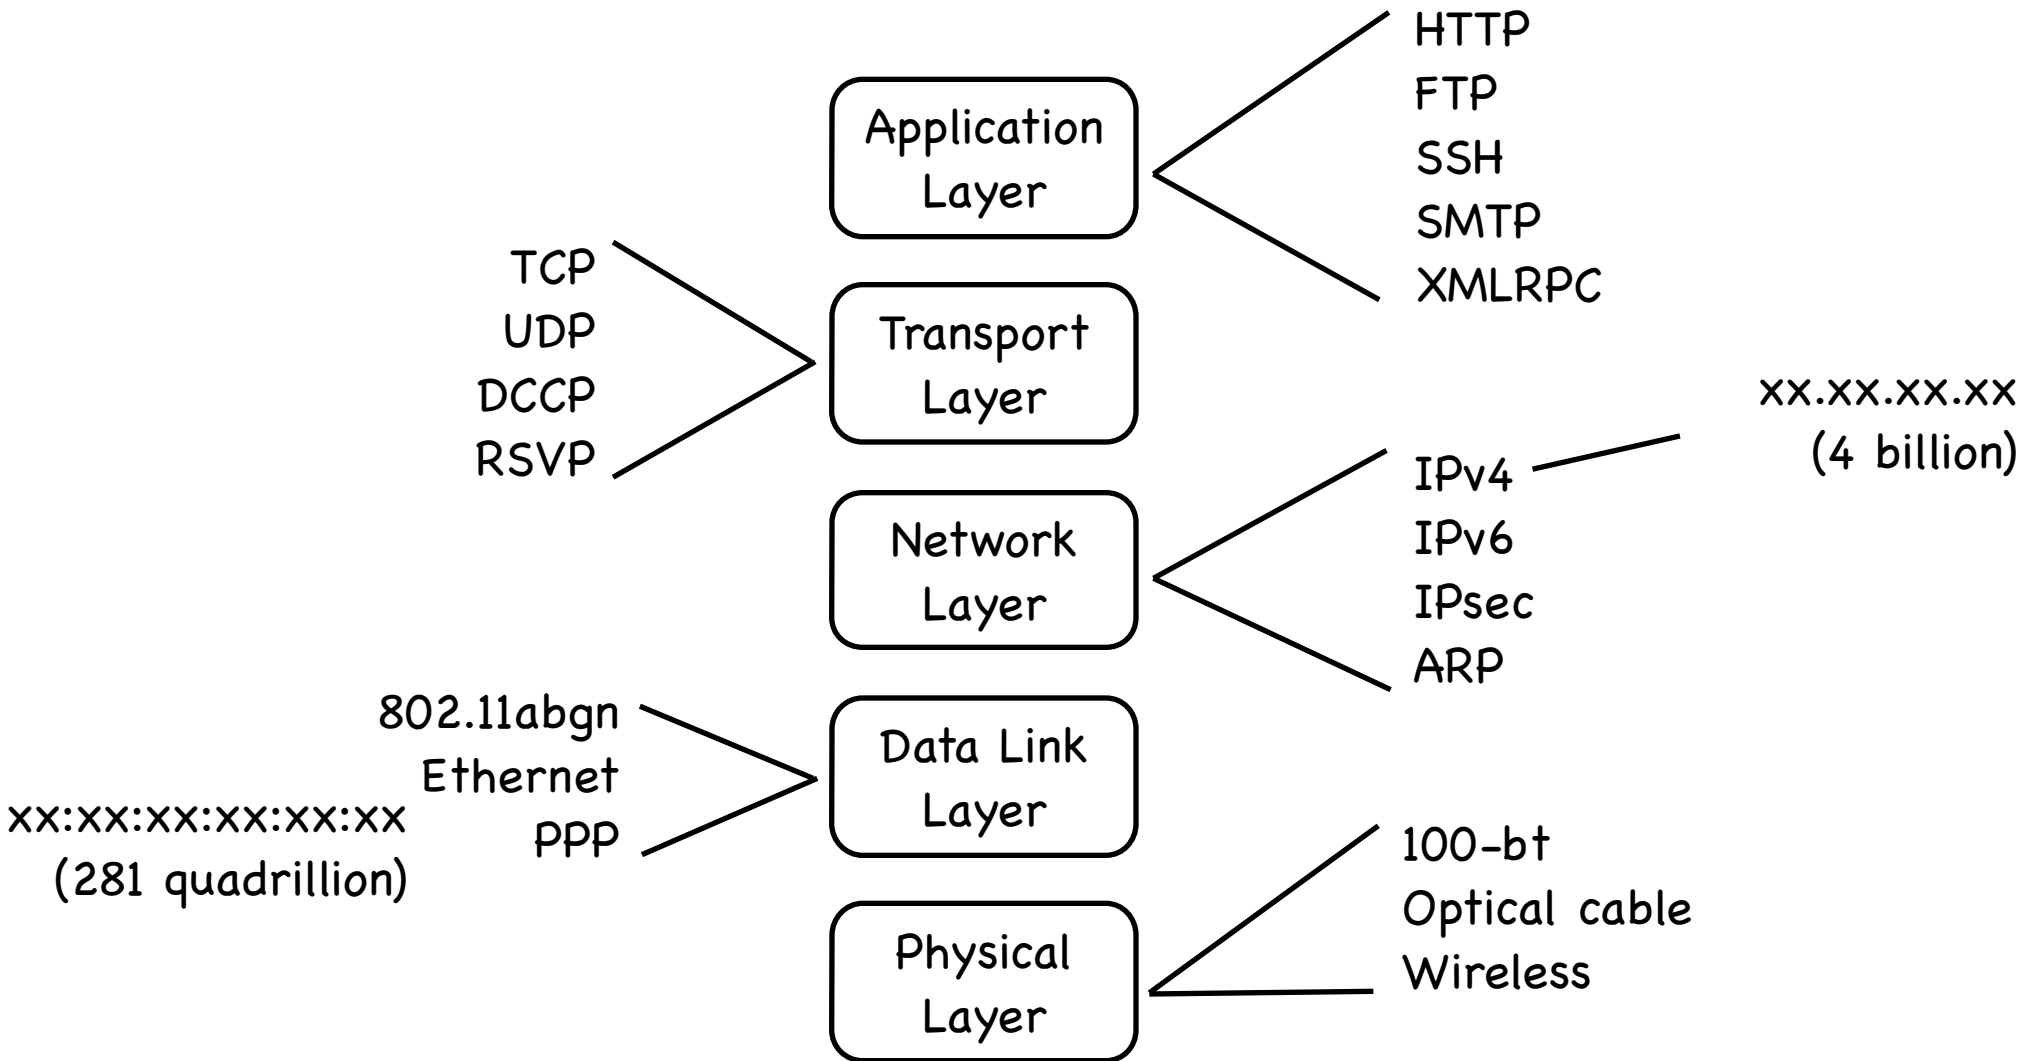 Application
Layer
HTTP
FTP
SSH
SMTP
XMLRPC
TCP
UDP
DCCP
RSVP
Transport
Layer
Network
Layer
IPv4
IPv6
IPsec
ARP
xx.xx.xx.xx
(4 billion)
802.11abgn
Ethernet
PPP
xx:xx:xx:xx:xx:xx
(281 quadrillion)
Data Link
Layer
Physical
Layer
100-bt
Optical cable
Wireless